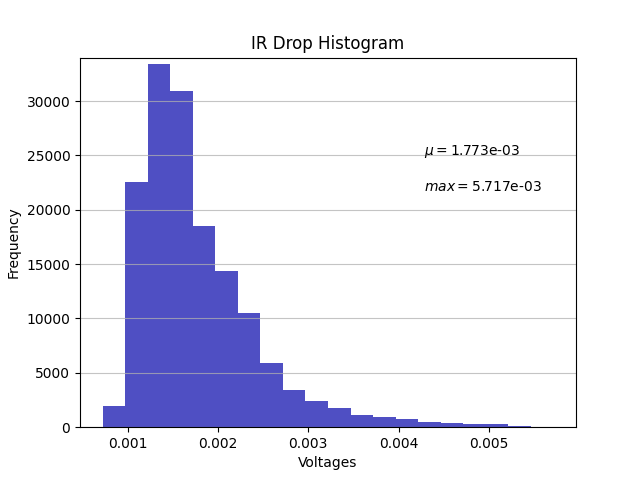 IR Drop Histogram
30000
25000
20000
15000
10000
5000
0
Frequency
μ = 1.773e-03
max = 5.717e-03
0.001 0.002 0.003 0.004 0.005
Voltages